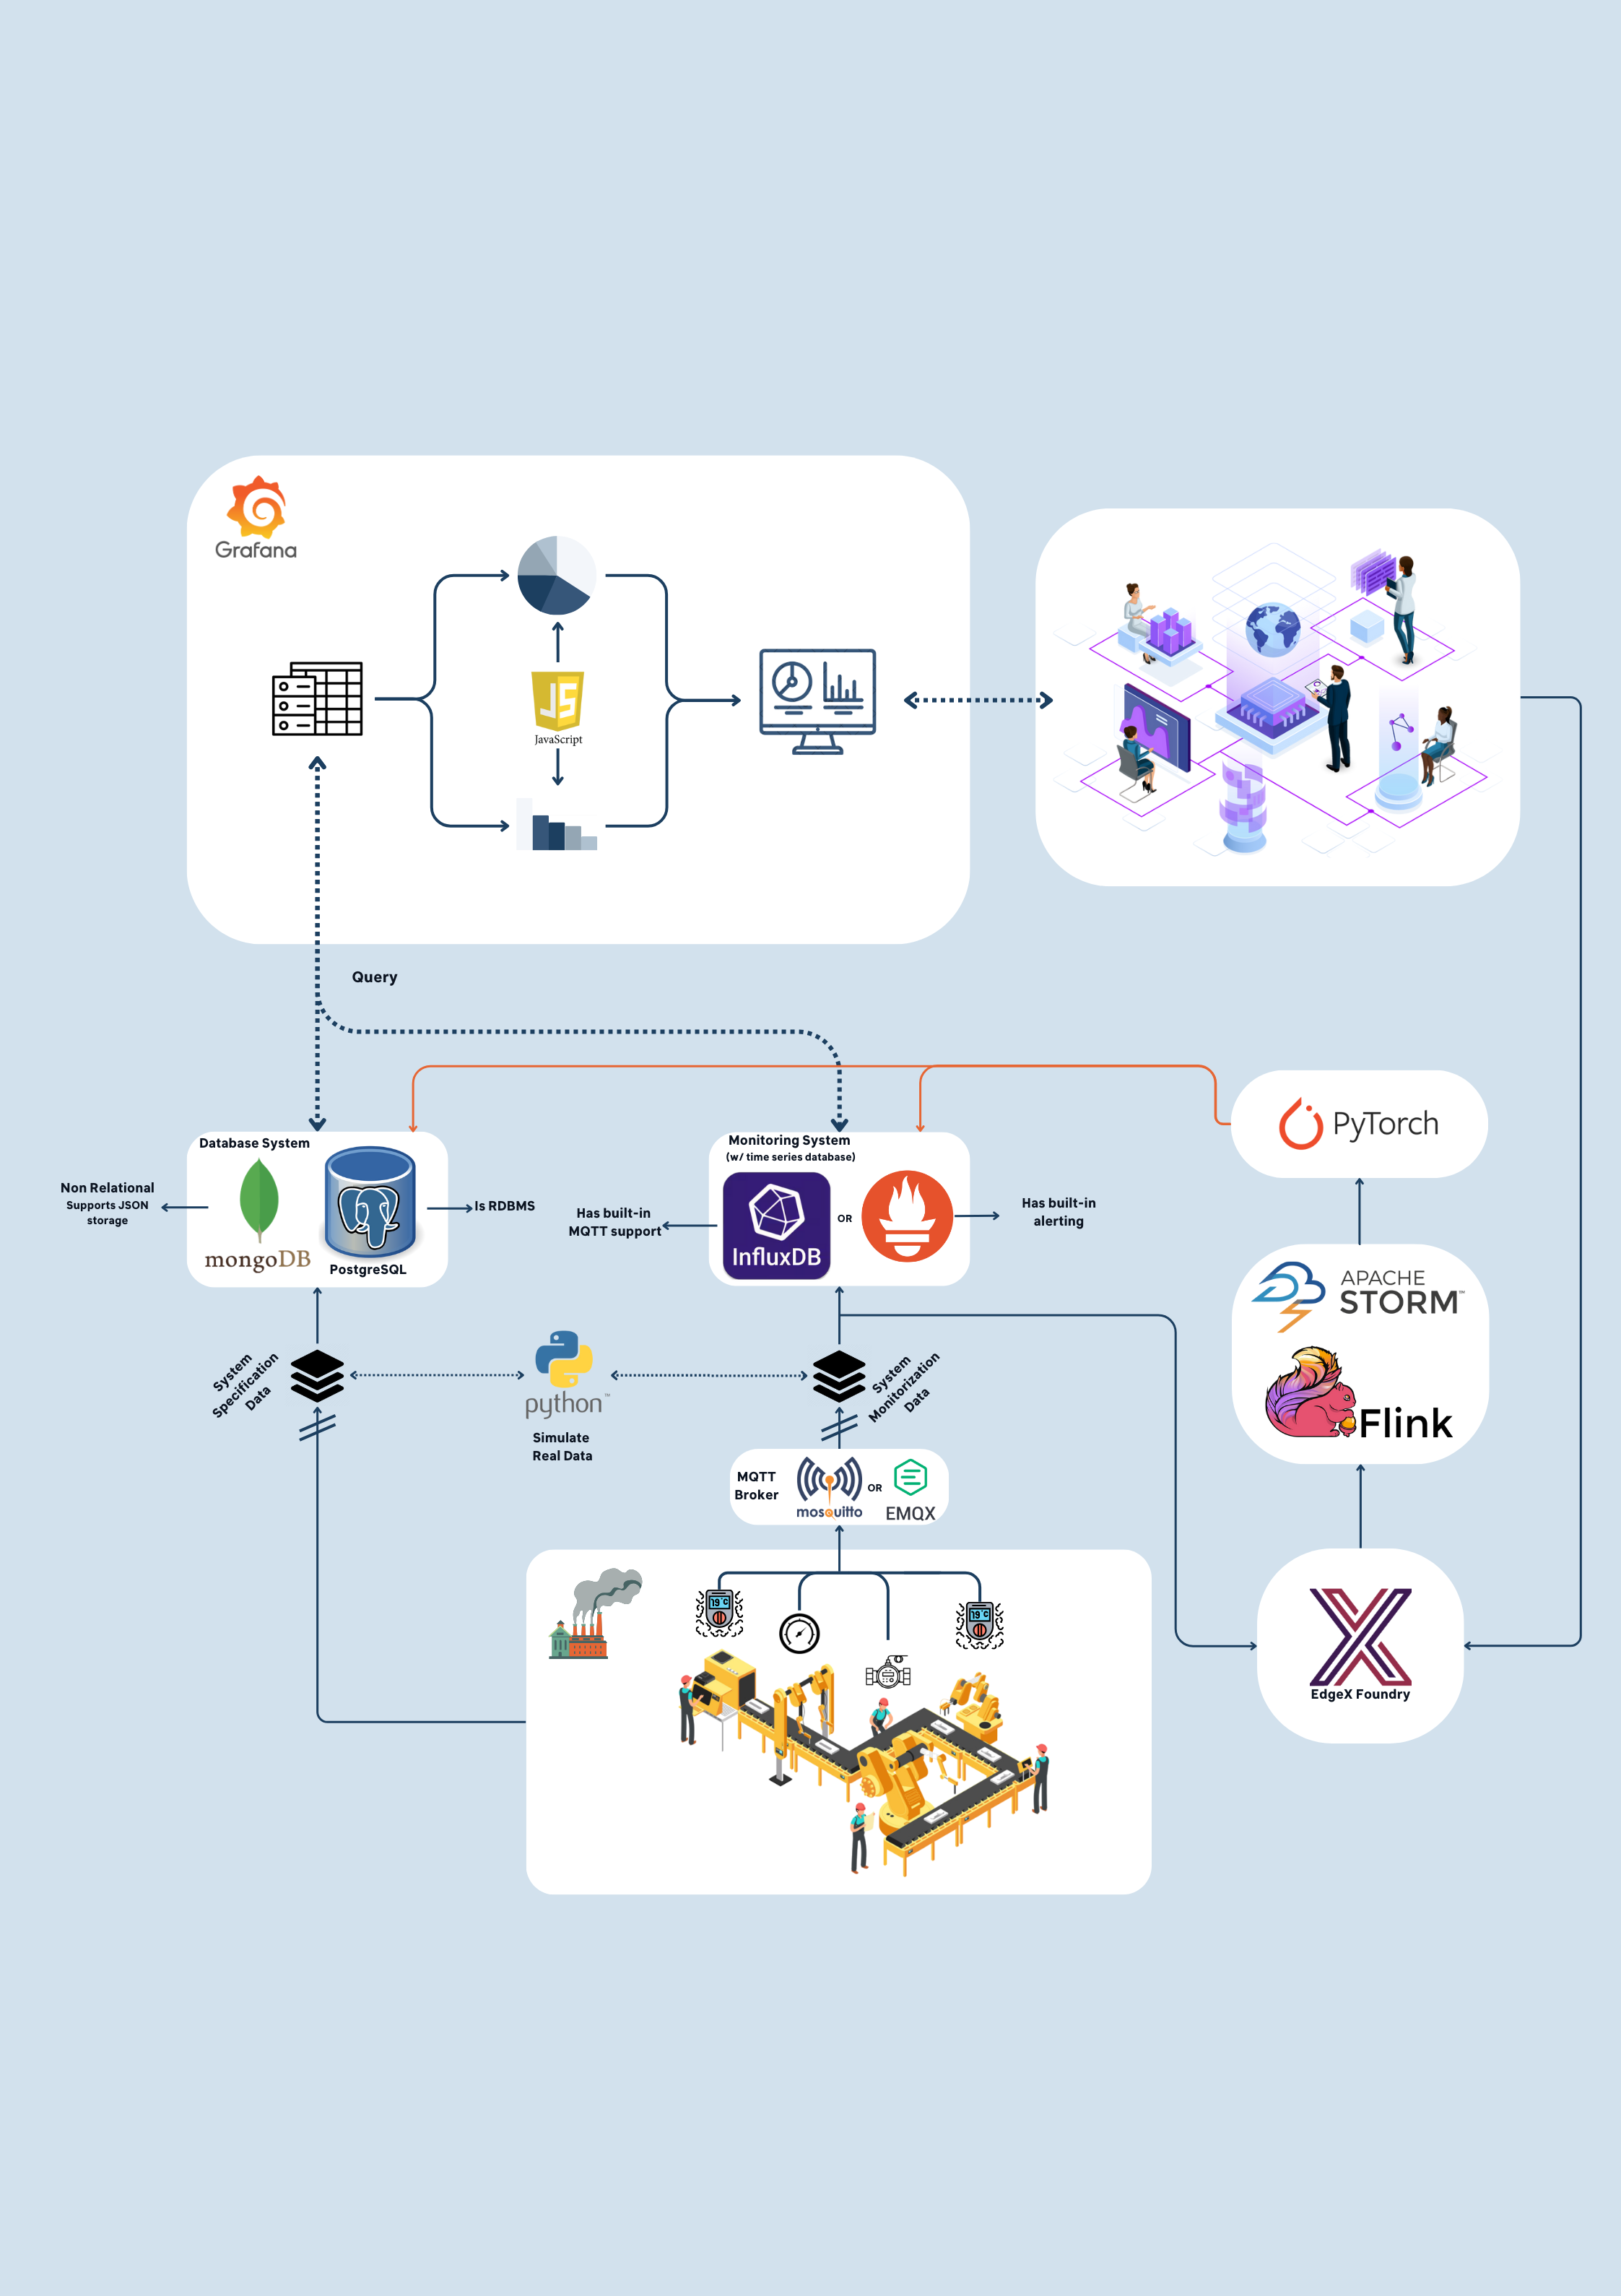 Grafana
JS
JavaScript
Query
Database System
mongoDB
PostgreSQL
Non Relational
Supports JSON
storage
Is RDBMS
Monitoring System
(w/ time series database)
InfluxDB
OR
Has built-in
MQTT support
Has built-in
alerting
PyTorch
APACHE
STORM™
Flink
System
Specification
Data
python™
Simulate
Real Data
System
Monitorization
Data
MQTT
Broker
mosquitto
OR
EMQX
19°C
19°C
EdgeX Foundry